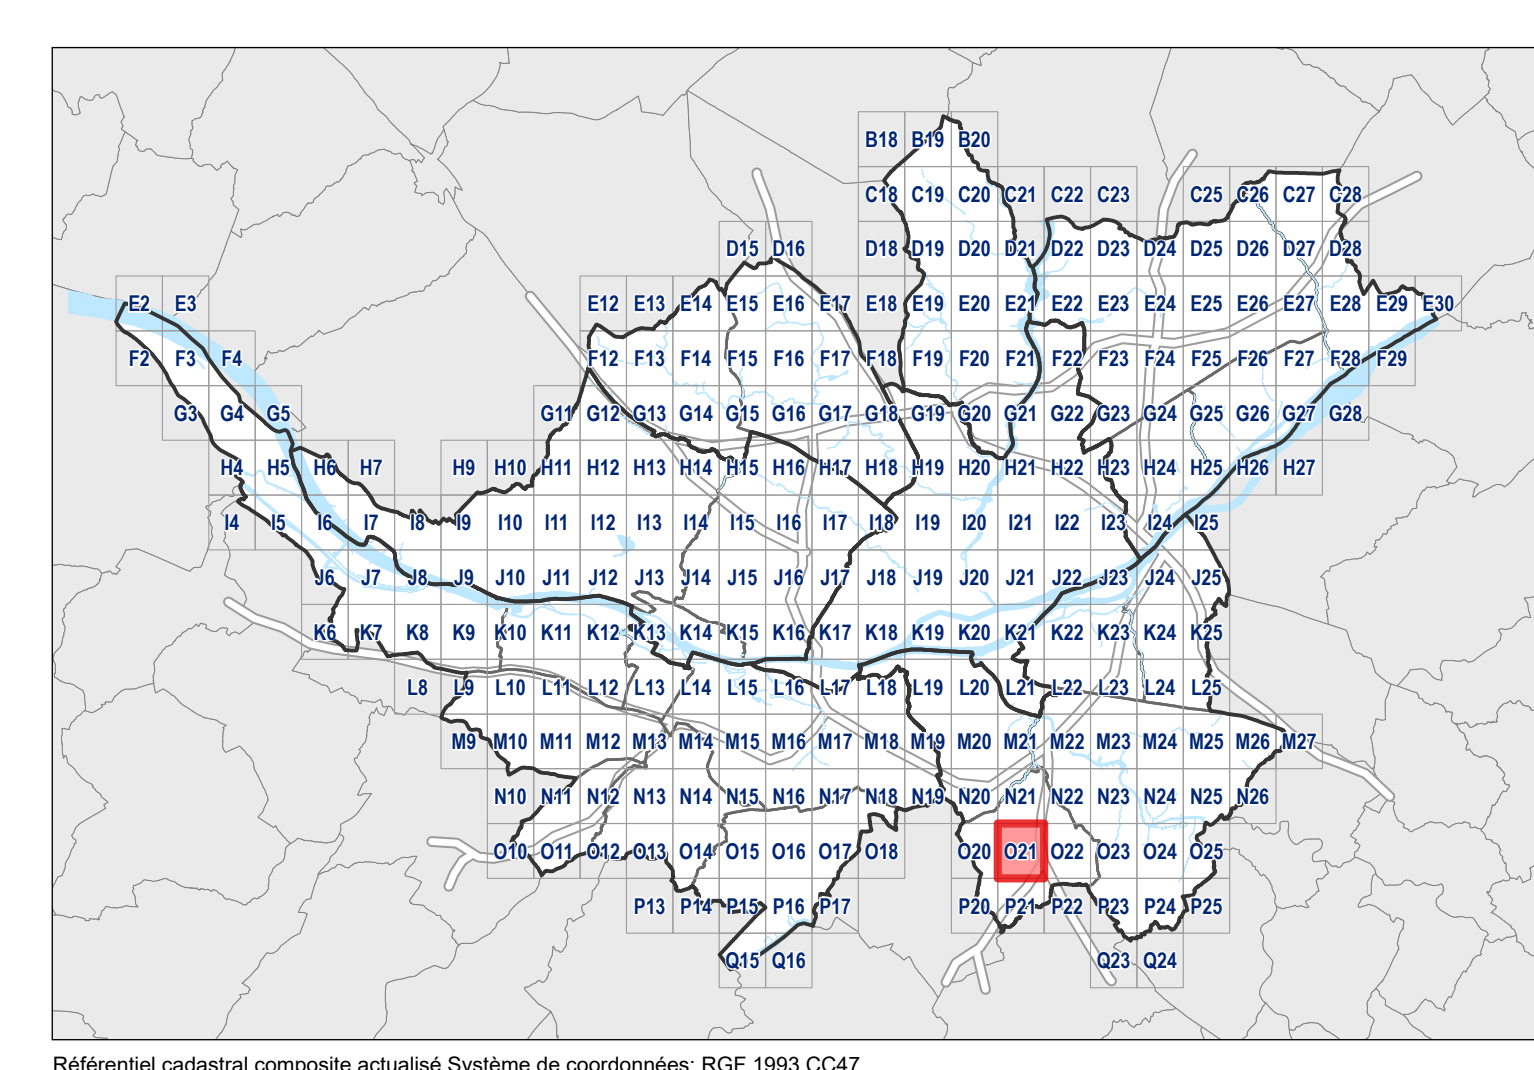 B18 B19 B20
C18 C19 C20 C21 C22 C23 C25 C26 C27 C28
D15 D16 D18 D19 D20 D21 D22 D23 D24 D25 D26 D27 D28
E2 E3 E12 E13 E14 E15 E16 E17 E18 E19 E20 E21 E22 E23 E24 E25 E26 E27 E28 E29 E30
F2 F3 F4 F12 F13 F14 F15 F16 F17 F18 F19 F20 F21 F22 F23 F24 F25 F26 F27 F28 F29
G3 G4 G5 G11 G12 G13 G14 G15 G16 G17 G18 G19 G20 G21 G22 G23 G24 G25 G26 G27 G28
H4 H5 H6 H7 H9 H10 H11 H12 H13 H14 H15 H16 H17 H18 H19 H20 H21 H22 H23 H24 H25 H26 H27
I4 I5 I6 I7 I8 I9 I10 I11 I12 I13 I14 I15 I16 I17 I18 I19 I20 I21 I22 I23 I24 I25
J6 J7 J8 J9 J10 J11 J12 J13 J14 J15 J16 J17 J18 J19 J20 J21 J22 J23 J24 J25
K6 K7 K8 K9 K10 K11 K12 K13 K14 K15 K16 K17 K18 K19 K20 K21 K22 K23 K24 K25
L8 L9 L10 L11 L12 L13 L14 L15 L16 L17 L18 L19 L20 L21 L22 L23 L24 L25
M9 M10 M11 M12 M13 M14 M15 M16 M17 M18 M19 M20 M21 M22 M23 M24 M25 M26 M27
N10 N11 N12 N13 N14 N15 N16 N17 N18 N19 N20 N21 N22 N23 N24 N25 N26
O10 O11 O12 O13 O14 O15 O16 O17 O18 O20 O21 O22 O23 O24 O25
P13 P14 P15 P16 P17 P20 P21 P22 P23 P24 P25
Q15 Q16 Q23 Q24
Référentiel cadastral composite actualisé Système de coordonnées: RGF 1993 CC47